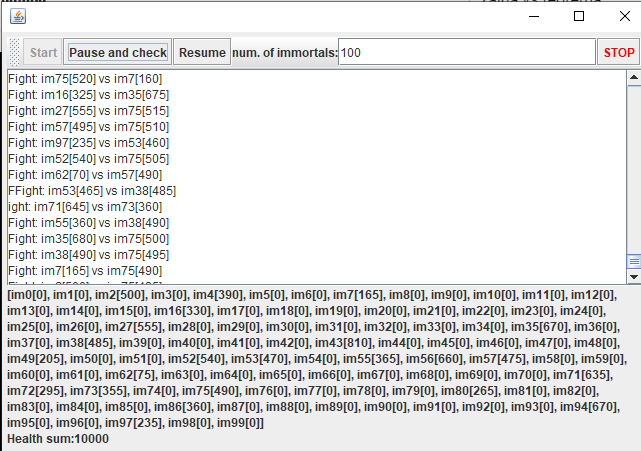 Start Pause and check Resume num. of immortals: 100 STOP
Fight: im75[520] vs im7[160]
Fight: im16[325] vs im35[675]
Fight: im27[555] vs im75[515]
Fight: im57[495] vs im75[510]
Fight: im97[235] vs im53[460]
Fight: im52[540] vs im75[505]
Fight: im62[70] vs im57[490]
FFight: im53[465] vs im38[485]
ight: im71[645] vs im73[360]
Fight: im55[360] vs im38[490]
Fight: im35[680] vs im75[500]
Fight: im38[490] vs im75[495]
Fight: im7[165] vs im75[490]
[im0[0], im1[0], im2[500], im3[0], im4[390], im5[0], im6[0], im7[165], im8[0], im9[0], im10[0], im11[0], im12[0],
im13[0], im14[0], im15[0], im16[330], im17[0], im18[0], im19[0], im20[0], im21[0], im22[0], im23[0], im24[0],
im25[0], im26[0], im27[555], im28[0], im29[0], im30[0], im31[0], im32[0], im33[0], im34[0], im35[670], im36[0],
im37[0], im38[485], im39[0], im40[0], im41[0], im42[0], im43[810], im44[0], im45[0], im46[0], im47[0], im48[0],
im49[205], im50[0], im51[0], im52[540], im53[470], im54[0], im55[365], im56[660], im57[475], im58[0], im59[0],
im60[0], im61[0], im62[75], im63[0], im64[0], im65[0], im66[0], im67[0], im68[0], im69[0], im70[0], im71[635],
im72[295], im73[355], im74[0], im75[490], im76[0], im77[0], im78[0], im79[0], im80[265], im81[0], im82[0],
im83[0], im84[0], im85[0], im86[360], im87[0], im88[0], im89[0], im90[0], im91[0], im92[0], im93[0], im94[670],
im95[0], im96[0], im97[235], im98[0], im99[0]]
Health sum:10000